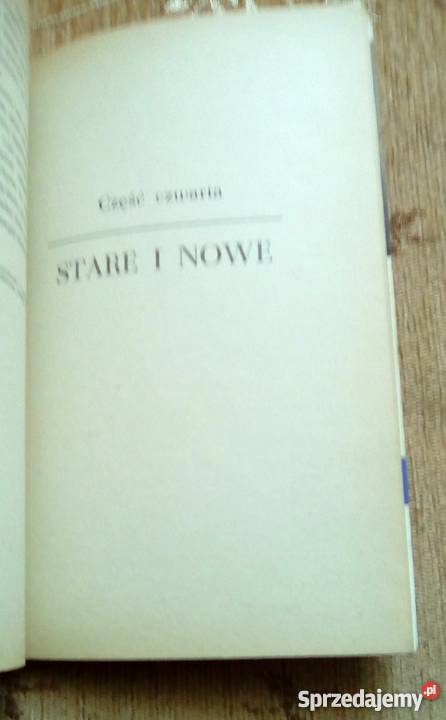 Część czwarta
STARE I NOWE
Sprzedajemy.pl